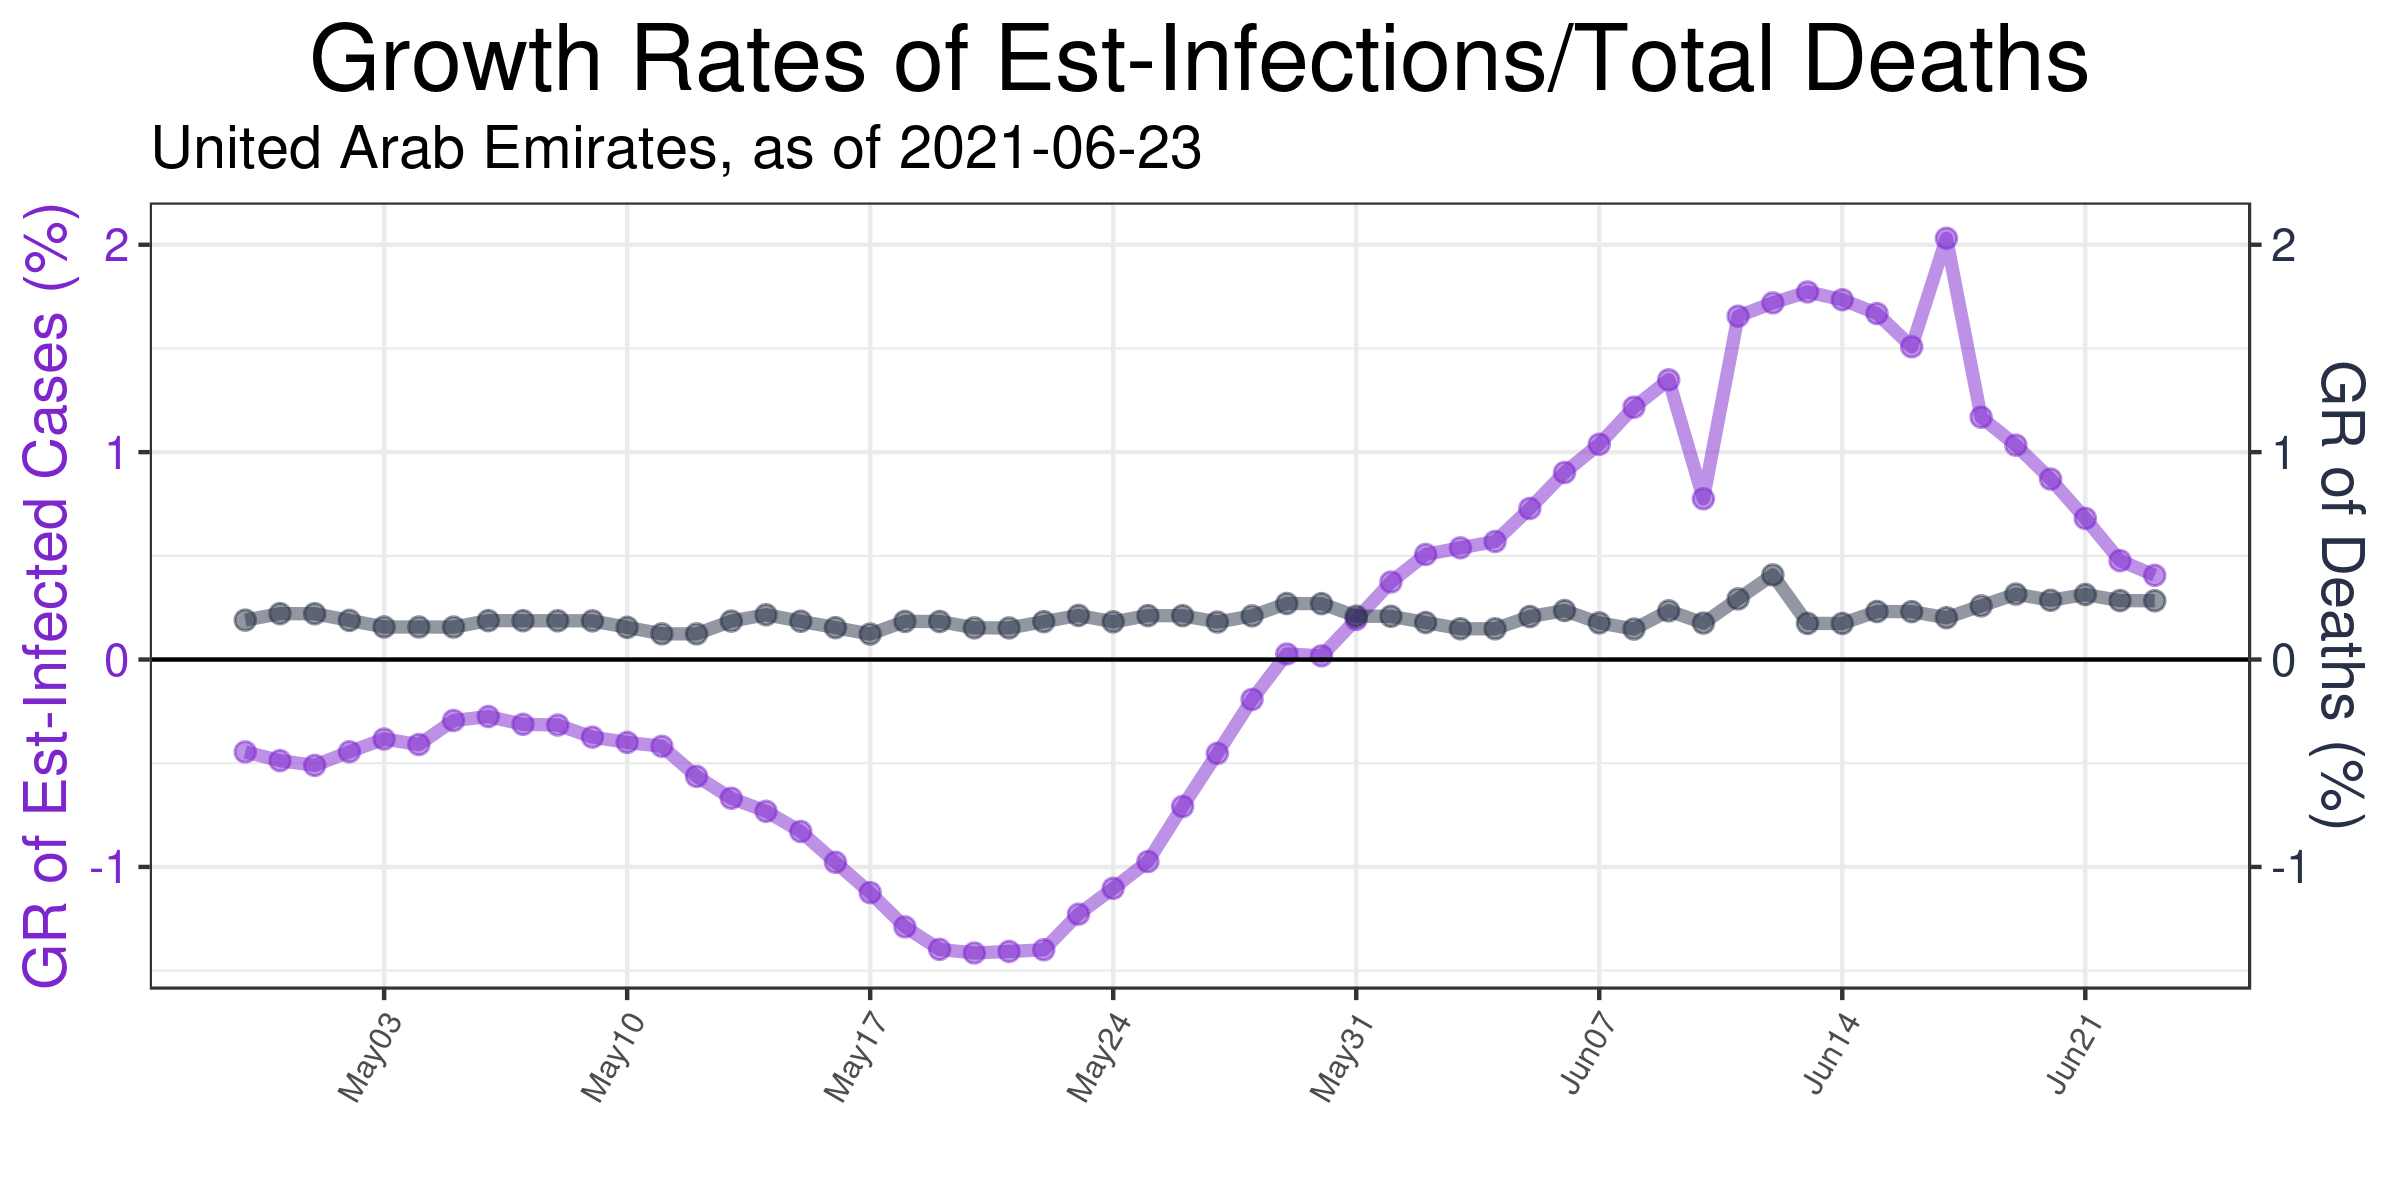 Growth Rates of Est-Infections/Total Deaths
United Arab Emirates, as of 2021-06-23
GR of Est-Infected Cases (%)
2
1
0
-1
2
1
0
-1
GR of Deaths (%)
May03
May10
May17
May24
May31
Jun07
Jun14
Jun21